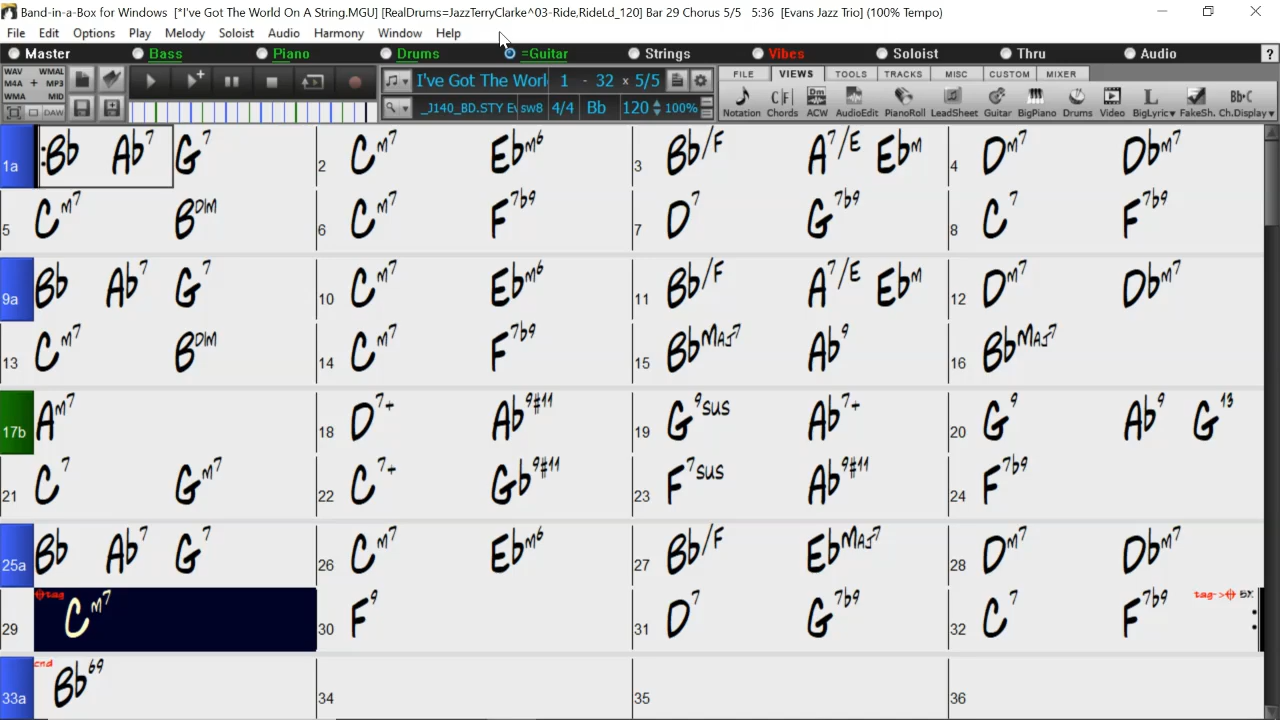 Band-in-a-Box for Windows [*I've Got The World On A String.MGU] [RealDrums=JazzTerryClarke^03-Ride,RideLd_120] Bar 29 Chorus 5/5 5:36 [Evans Jazz Trio] (100% Tempo)
File Edit Options Play Melody Soloist Audio Harmony Window Help
Master Bass Piano Drums =Guitar Strings Vibes Soloist Thru Audio
WAV WMAL
M4A + MP3
WMA MID
DAW
I've Got The Worl 1 - 32 x 5/5
_J140_BD.STY Ev sw8 4/4 Bb 120 100%
FILE VIEWS TOOLS TRACKS MISC CUSTOM MIXER ?
Notation Chords ACW AudioEdit PianoRoll LeadSheet Guitar BigPiano Drums Video BigLyric FakeSh. Ch.Display
1a Bb Ab7 G7 2 Cm7 Ebm6 3 Bb/F A7/E Ebm 4 Dm7 Dbm7
5 Cm7 BDIM 6 Cm7 F7b9 7 D7 G7b9 8 C7 F7b9
9a Bb Ab7 G7 10 Cm7 Ebm6 11 Bb/F A7/E Ebm 12 Dm7 Dbm7
13 Cm7 BDIM 14 Cm7 F7b9 15 BbMAJ7 Ab9 16 BbMAJ7
17b Am7 18 D7+ Ab9#11 19 G9sus Ab7+ 20 G9 Ab9 G13
21 C7 Gm7 22 C7+ Gb9#11 23 F7sus Ab9#11 24 F7b9
25a Bb Ab7 G7 26 Cm7 Ebm6 27 Bb/F EbMAJ7 28 Dm7 Dbm7
29 tag Cm7 30 F9 31 D7 G7b9 32 C7 F7b9 tag-> 5x
33a end Bb69 34 35 36